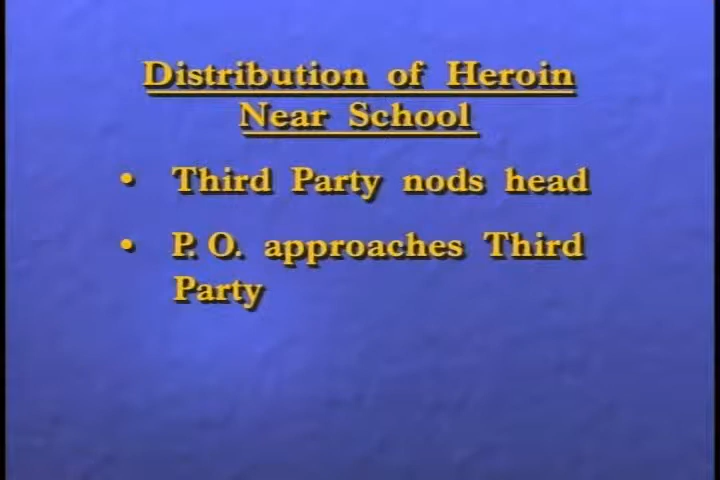 Distribution of Heroin
Near School
• Third Party nods head
• P. O. approaches Third
Party